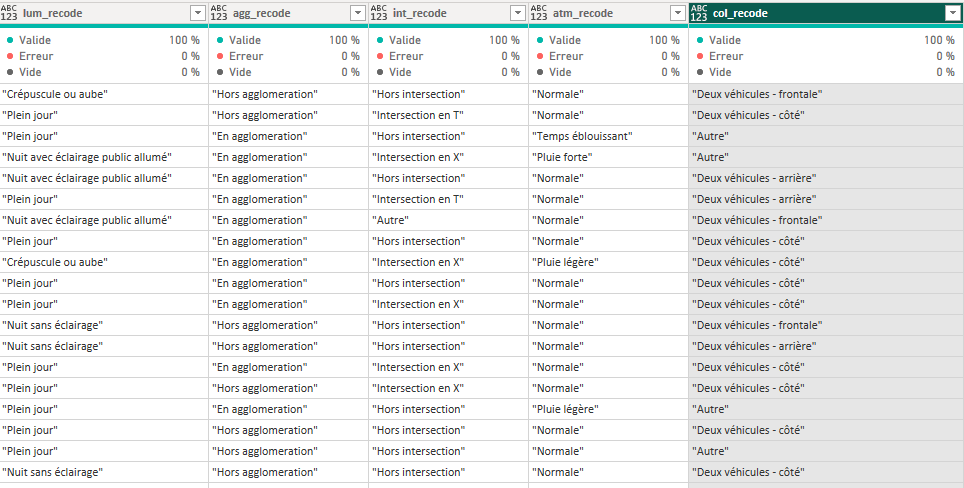 ABC 123 lum_recode ABC 123 agg_recode ABC 123 int_recode ABC 123 atm_recode ABC 123 col_recode
Valide 100 % Valide 100 % Valide 100 % Valide 100 % Valide 100 %
Erreur 0 % Erreur 0 % Erreur 0 % Erreur 0 % Erreur 0 %
Vide 0 % Vide 0 % Vide 0 % Vide 0 % Vide 0 %
"Crépuscule ou aube" "Hors agglomeration" "Hors intersection" "Normale" "Deux véhicules - frontale"
"Plein jour" "Hors agglomeration" "Intersection en T" "Normale" "Deux véhicules - côté"
"Plein jour" "En agglomeration" "Hors intersection" "Temps éblouissant" "Autre"
"Nuit avec éclairage public allumé" "En agglomeration" "Intersection en X" "Pluie forte" "Autre"
"Nuit avec éclairage public allumé" "En agglomeration" "Hors intersection" "Normale" "Deux véhicules - arrière"
"Plein jour" "En agglomeration" "Intersection en T" "Normale" "Deux véhicules - arrière"
"Nuit avec éclairage public allumé" "En agglomeration" "Autre" "Normale" "Deux véhicules - frontale"
"Plein jour" "En agglomeration" "Hors intersection" "Normale" "Deux véhicules - côté"
"Crépuscule ou aube" "En agglomeration" "Intersection en X" "Pluie légère" "Deux véhicules - côté"
"Plein jour" "En agglomeration" "Hors intersection" "Normale" "Deux véhicules - côté"
"Plein jour" "En agglomeration" "Intersection en X" "Normale" "Deux véhicules - côté"
"Nuit sans éclairage" "Hors agglomeration" "Hors intersection" "Normale" "Deux véhicules - frontale"
"Nuit sans éclairage" "Hors agglomeration" "Hors intersection" "Normale" "Deux véhicules - arrière"
"Plein jour" "En agglomeration" "Intersection en X" "Normale" "Deux véhicules - côté"
"Plein jour" "Hors agglomeration" "Intersection en X" "Normale" "Deux véhicules - côté"
"Plein jour" "En agglomeration" "Hors intersection" "Pluie légère" "Autre"
"Plein jour" "Hors agglomeration" "Hors intersection" "Normale" "Deux véhicules - côté"
"Plein jour" "Hors agglomeration" "Hors intersection" "Normale" "Autre"
"Nuit sans éclairage" "Hors agglomeration" "Hors intersection" "Normale" "Deux véhicules - côté"